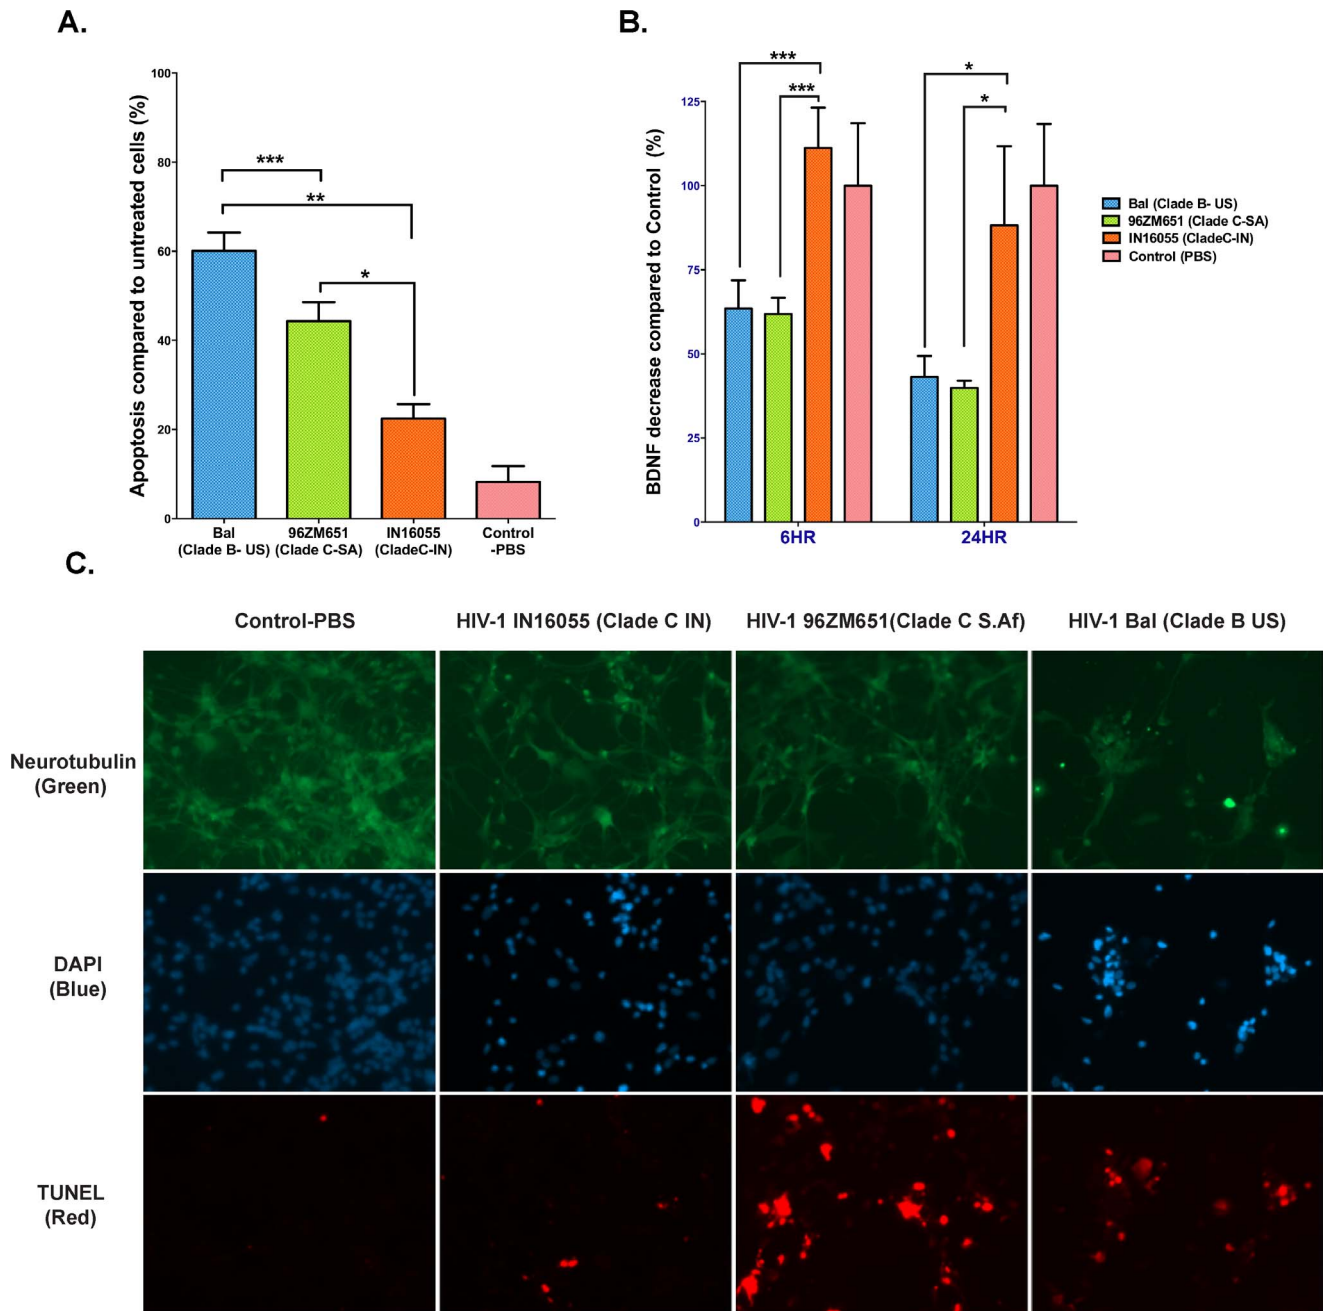 A.
Apoptosis compared to untreated cells (%)
100
80
60
40
20
0
***
**
*
Bal
(Clade B- US)
96ZM651
(Clade C-SA)
IN16055
(CladeC-IN)
Control
-PBS
B.
BDNF decrease compared to Control (%)
125
100
75
50
25
0
***
***
*
*
6HR
24HR
Bal (Clade B- US)
96ZM651 (Clade C-SA)
IN16055 (CladeC-IN)
Control (PBS)
C.
Control-PBS
HIV-1 IN16055 (Clade C IN)
HIV-1 96ZM651(Clade C S.Af)
HIV-1 Bal (Clade B US)
Neurotubulin
(Green)
DAPI
(Blue)
TUNEL
(Red)